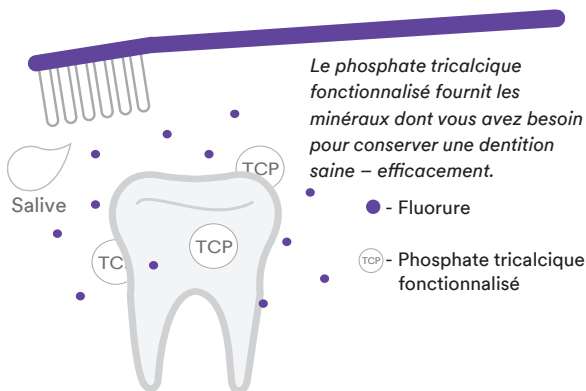 Le phosphate tricalcique
fonctionnalisé fournit les
minéraux dont vous avez besoin
pour conserver une dentition
saine – efficacement.
TCP
Salive
- Fluorure
TCP
TC
TCP - Phosphate tricalcique
fonctionnalisé